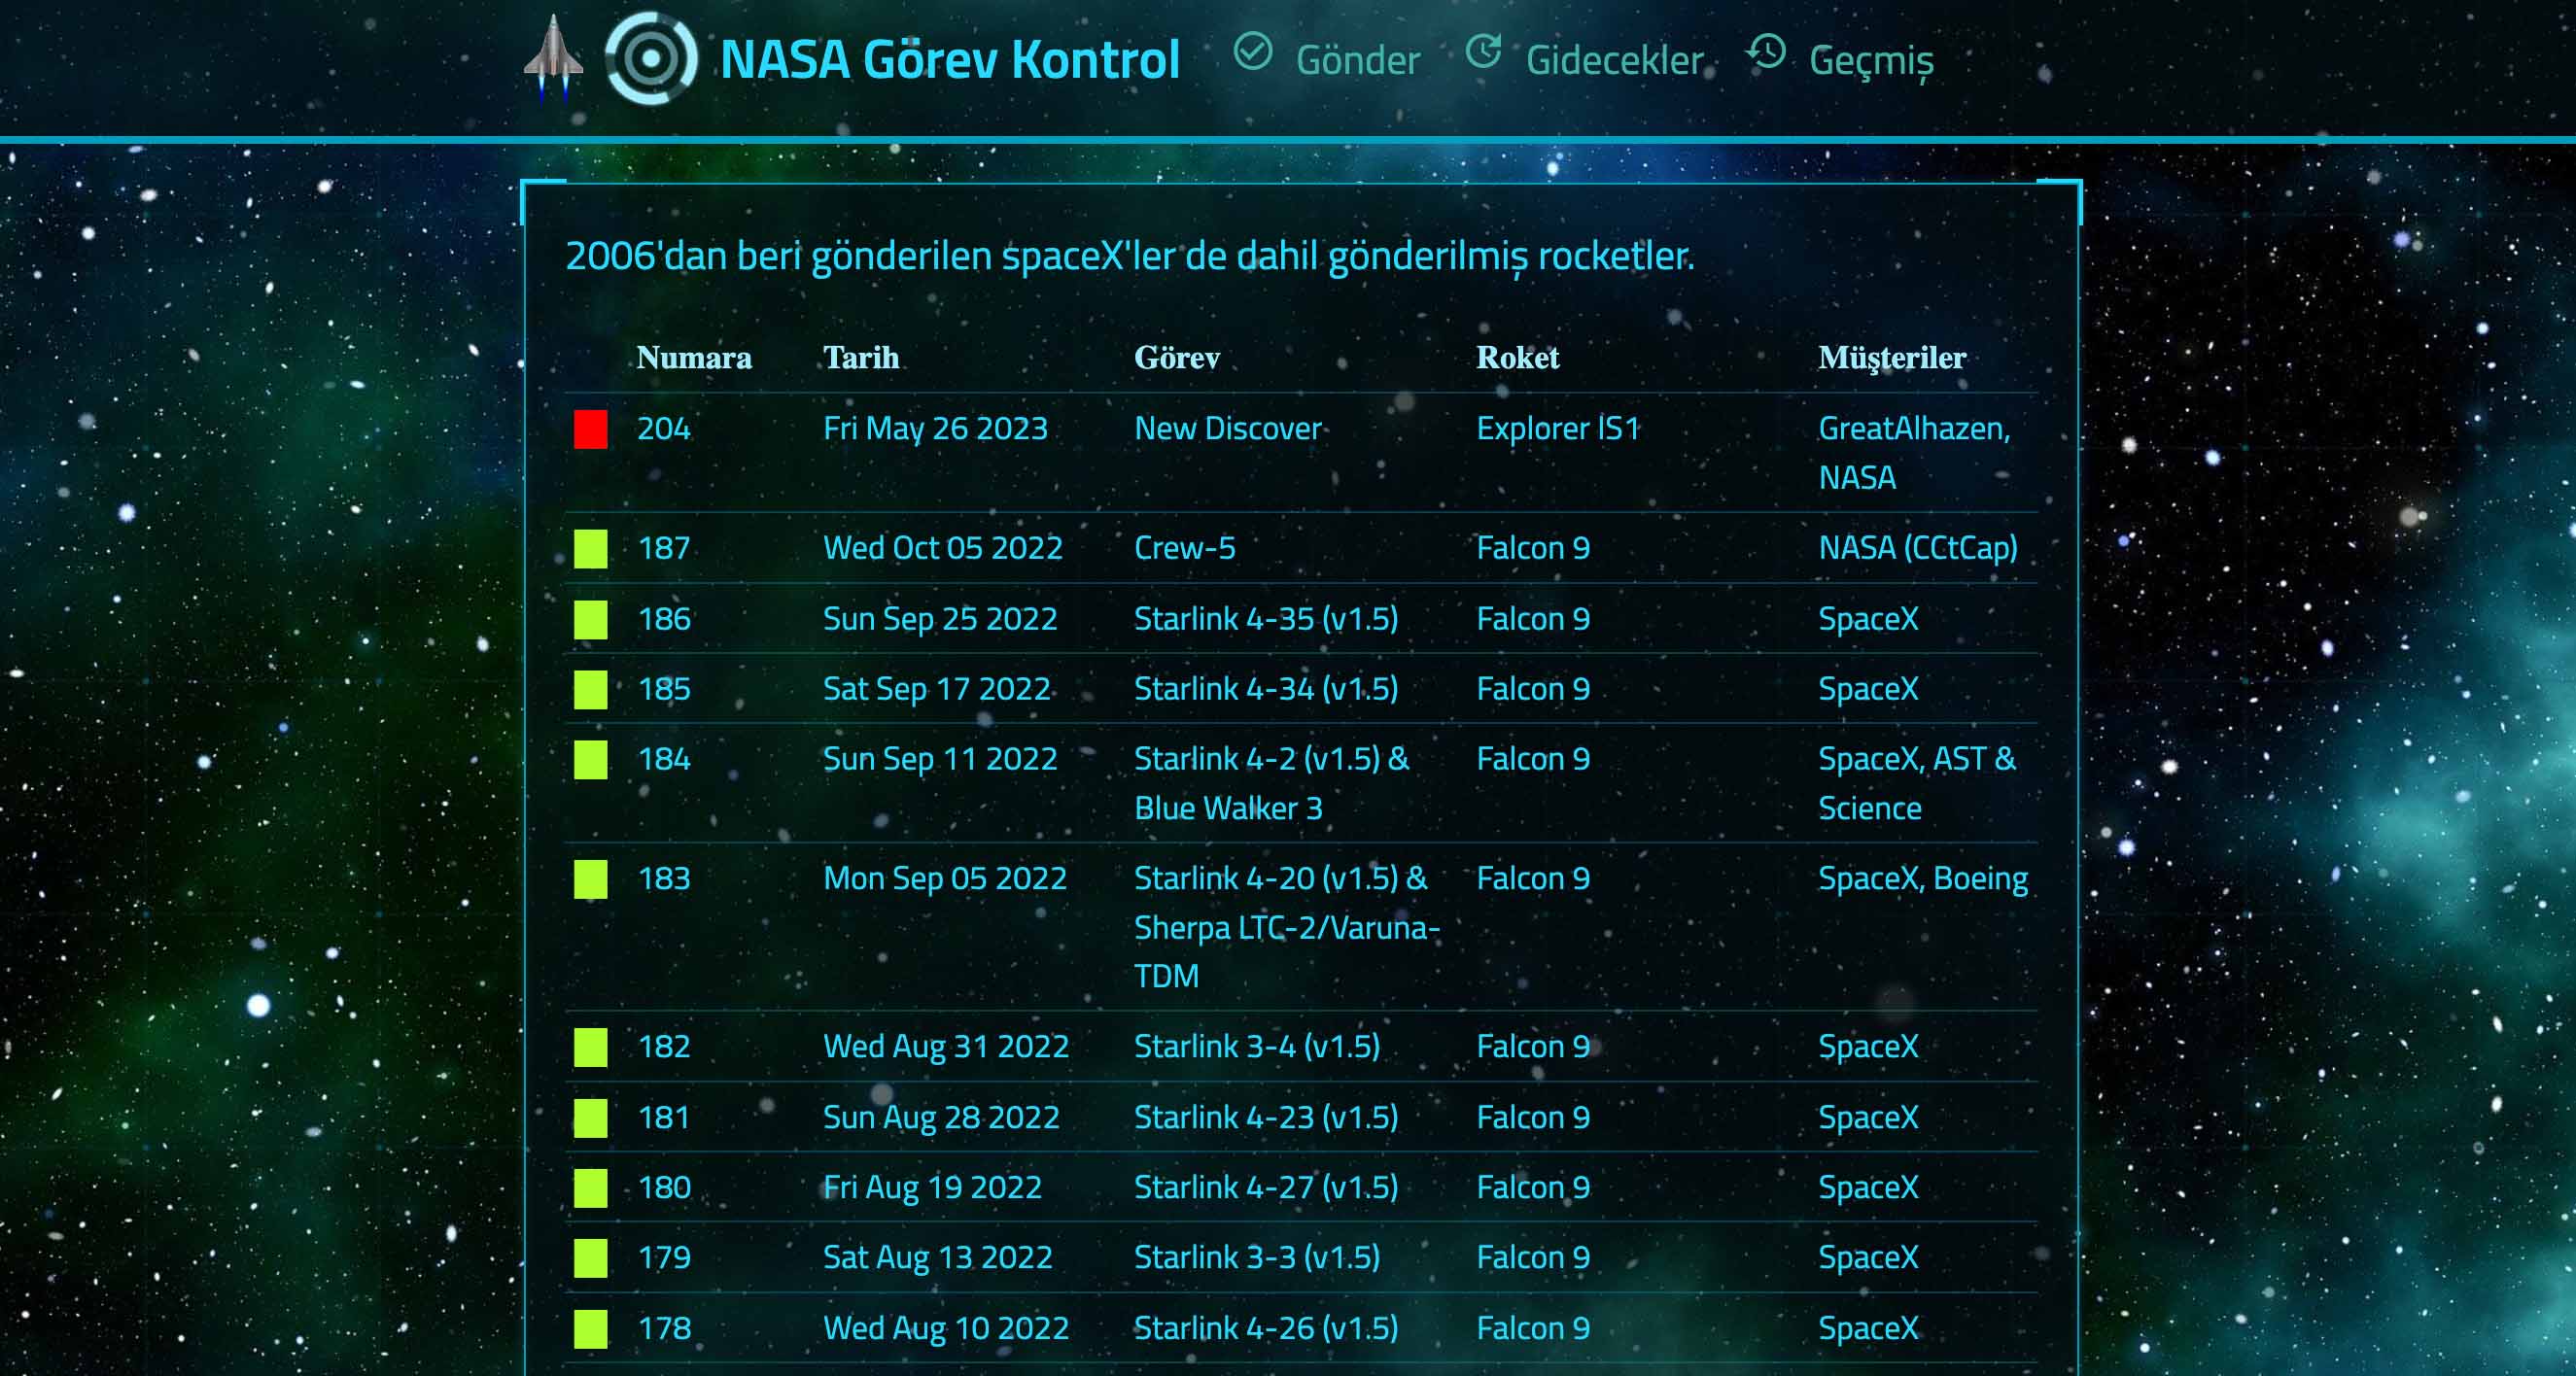 NASA Görev Kontrol Gönder Gidecekler Geçmiş
2006'dan beri gönderilen spaceX'ler de dahil gönderilmiş rocketler.
Numara Tarih Görev Roket Müşteriler
204 Fri May 26 2023 New Discover Explorer IS1 GreatAlhazen,
NASA
187 Wed Oct 05 2022 Crew-5 Falcon 9 NASA (CCtCap)
186 Sun Sep 25 2022 Starlink 4-35 (v1.5) Falcon 9 SpaceX
185 Sat Sep 17 2022 Starlink 4-34 (v1.5) Falcon 9 SpaceX
184 Sun Sep 11 2022 Starlink 4-2 (v1.5) & Falcon 9 SpaceX, AST &
Blue Walker 3 Science
183 Mon Sep 05 2022 Starlink 4-20 (v1.5) & Falcon 9 SpaceX, Boeing
Sherpa LTC-2/Varuna-
TDM
182 Wed Aug 31 2022 Starlink 3-4 (v1.5) Falcon 9 SpaceX
181 Sun Aug 28 2022 Starlink 4-23 (v1.5) Falcon 9 SpaceX
180 Fri Aug 19 2022 Starlink 4-27 (v1.5) Falcon 9 SpaceX
179 Sat Aug 13 2022 Starlink 3-3 (v1.5) Falcon 9 SpaceX
178 Wed Aug 10 2022 Starlink 4-26 (v1.5) Falcon 9 SpaceX